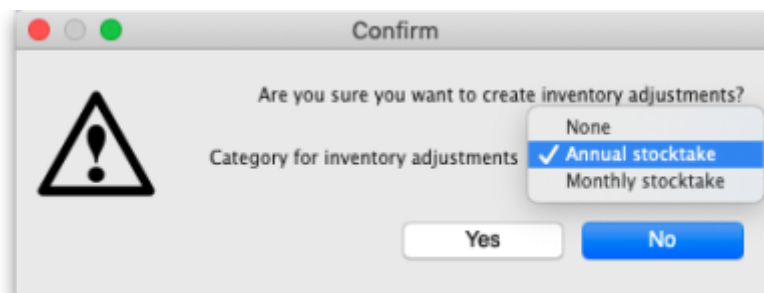 Confirm
Are you sure you want to create inventory adjustments?
None
Category for inventory adjustments ✓ Annual stocktake
Monthly stocktake
Yes No